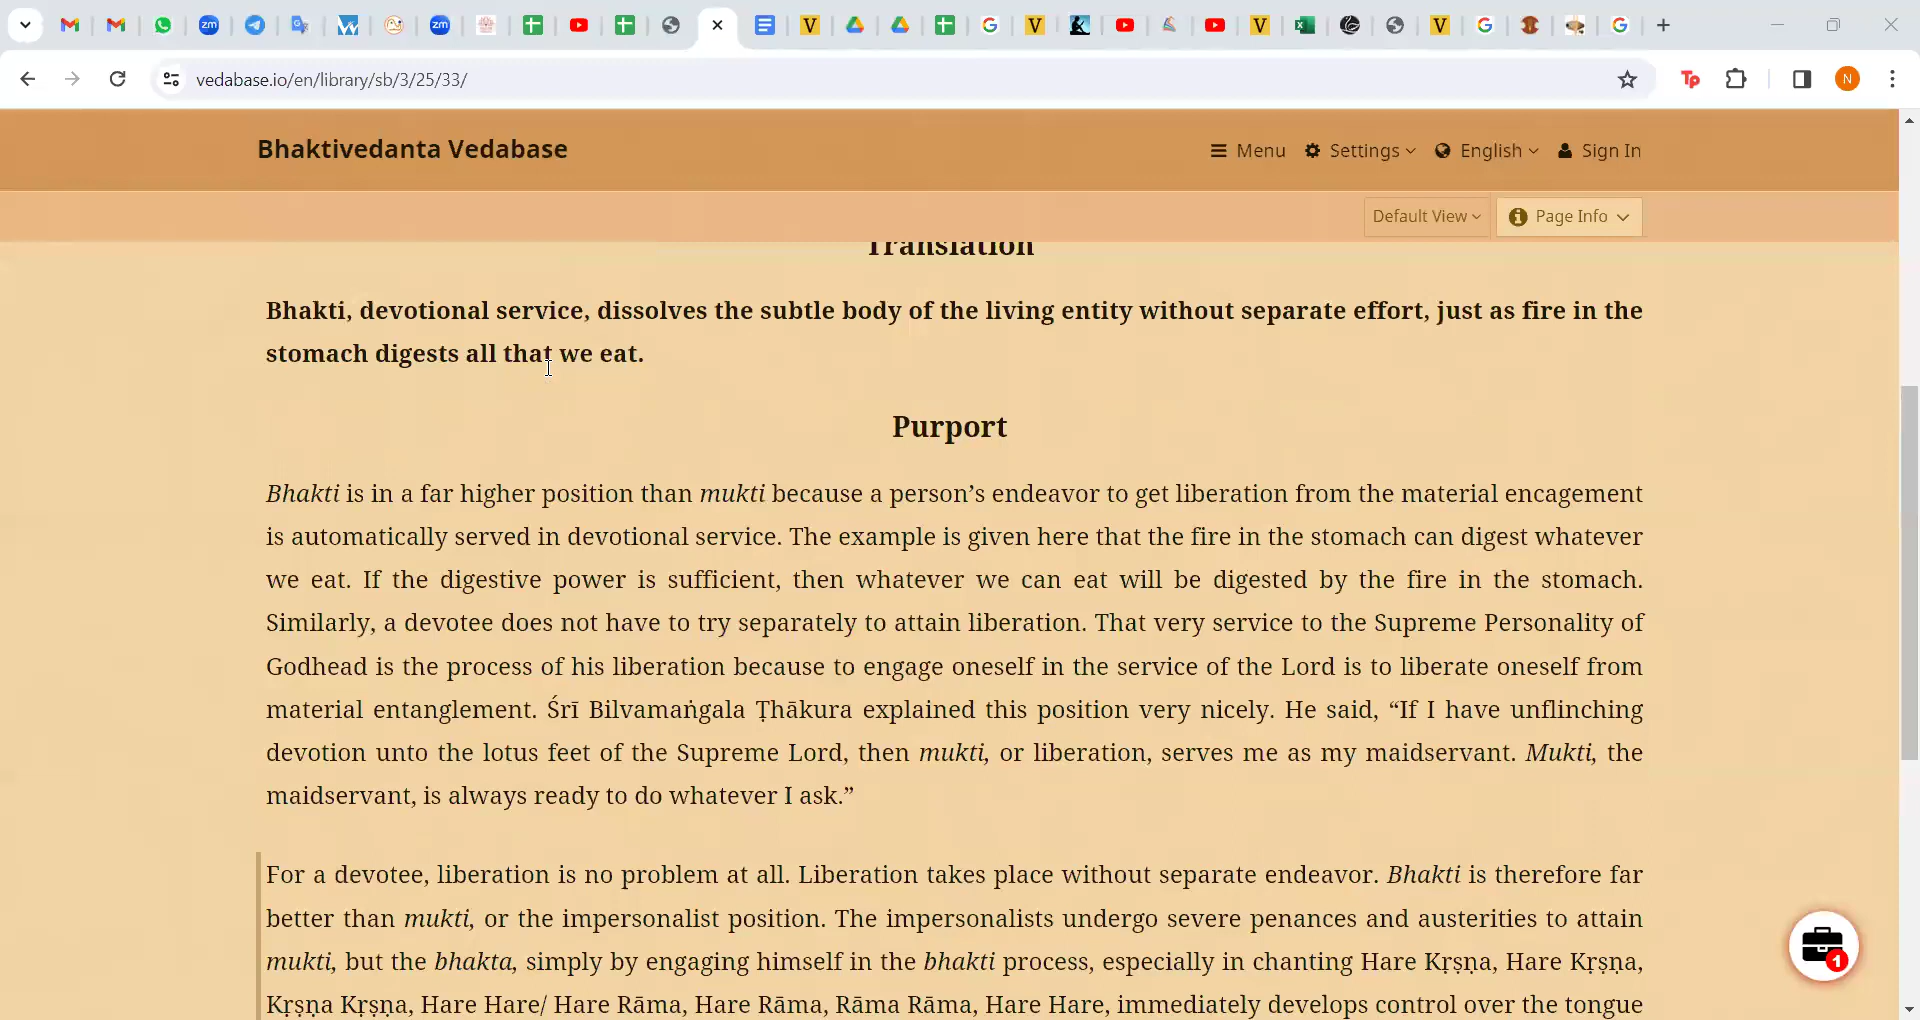 vedabase.io/en/library/sb/3/25/33/
Tp
N
Bhaktivedanta Vedabase
Menu
Settings
English
Sign In
Default View
Page Info
Translation
Bhakti, devotional service, dissolves the subtle body of the living entity without separate effort, just as fire in the
stomach digests all that we eat.
Purport
Bhakti is in a far higher position than mukti because a person’s endeavor to get liberation from the material encagement
is automatically served in devotional service. The example is given here that the fire in the stomach can digest whatever
we eat. If the digestive power is sufficient, then whatever we can eat will be digested by the fire in the stomach.
Similarly, a devotee does not have to try separately to attain liberation. That very service to the Supreme Personality of
Godhead is the process of his liberation because to engage oneself in the service of the Lord is to liberate oneself from
material entanglement. Śrī Bilvamaṅgala Ṭhākura explained this position very nicely. He said, “If I have unflinching
devotion unto the lotus feet of the Supreme Lord, then mukti, or liberation, serves me as my maidservant. Mukti, the
maidservant, is always ready to do whatever I ask.”
For a devotee, liberation is no problem at all. Liberation takes place without separate endeavor. Bhakti is therefore far
better than mukti, or the impersonalist position. The impersonalists undergo severe penances and austerities to attain
mukti, but the bhakta, simply by engaging himself in the bhakti process, especially in chanting Hare Kṛṣṇa, Hare Kṛṣṇa,
Kṛṣṇa Kṛṣṇa, Hare Hare/ Hare Rāma, Hare Rāma, Rāma Rāma, Hare Hare, immediately develops control over the tongue
1